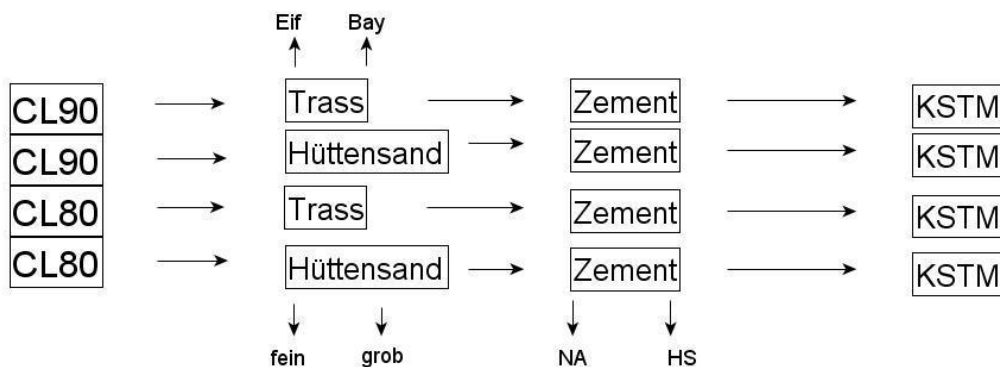 Eif Bay
CL90 Trass Zement KSTM
CL90 Hüttensand Zement KSTM
CL80 Trass Zement KSTM
CL80 Hüttensand Zement KSTM
fein grob NA HS